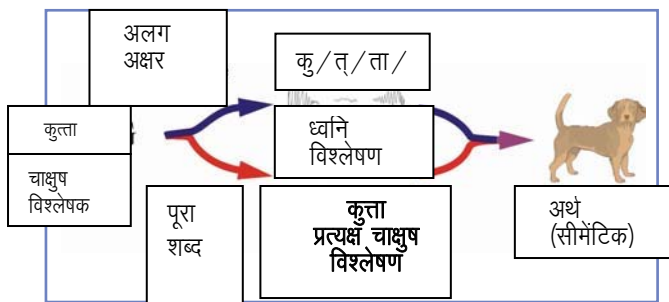 अलग
अक्षर
कु/त्/ता/
कुत्ता
चाक्षुष
विश्लेषक
ध्वनि
विश्लेषण
पूरा
शब्द
कुत्ता
प्रत्यक्ष चाक्षुष
विश्लेषण
अर्थ
(सीमेंटिक)